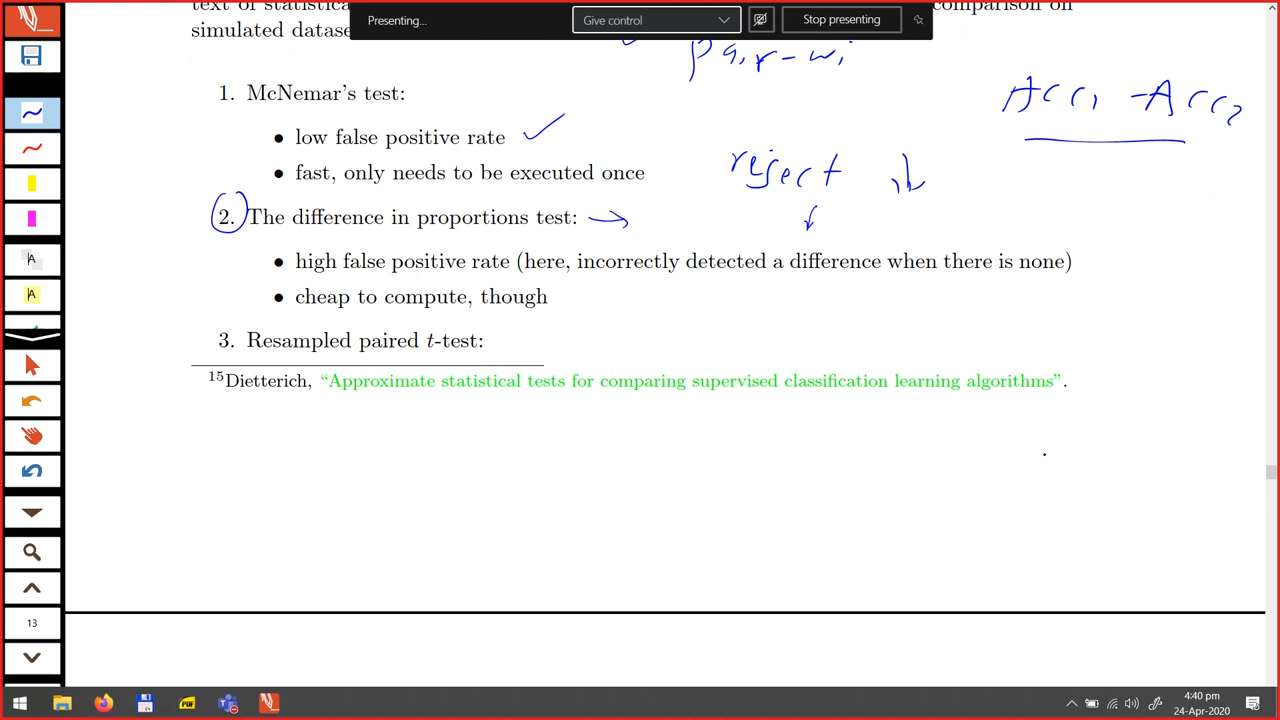 text of statistical
comparison on
simulated datase
Presenting...
Give control
Stop presenting
pair-wi
Acc1 - Acc2
1. McNemar's test:
• low false positive rate
• fast, only needs to be executed once
reject
2. The difference in proportions test:
• high false positive rate (here, incorrectly detected a difference when there is none)
• cheap to compute, though
3. Resampled paired t-test:
15Dietterich, “Approximate statistical tests for comparing supervised classification learning algorithms”.
13
4:40 pm
24-Apr-2020